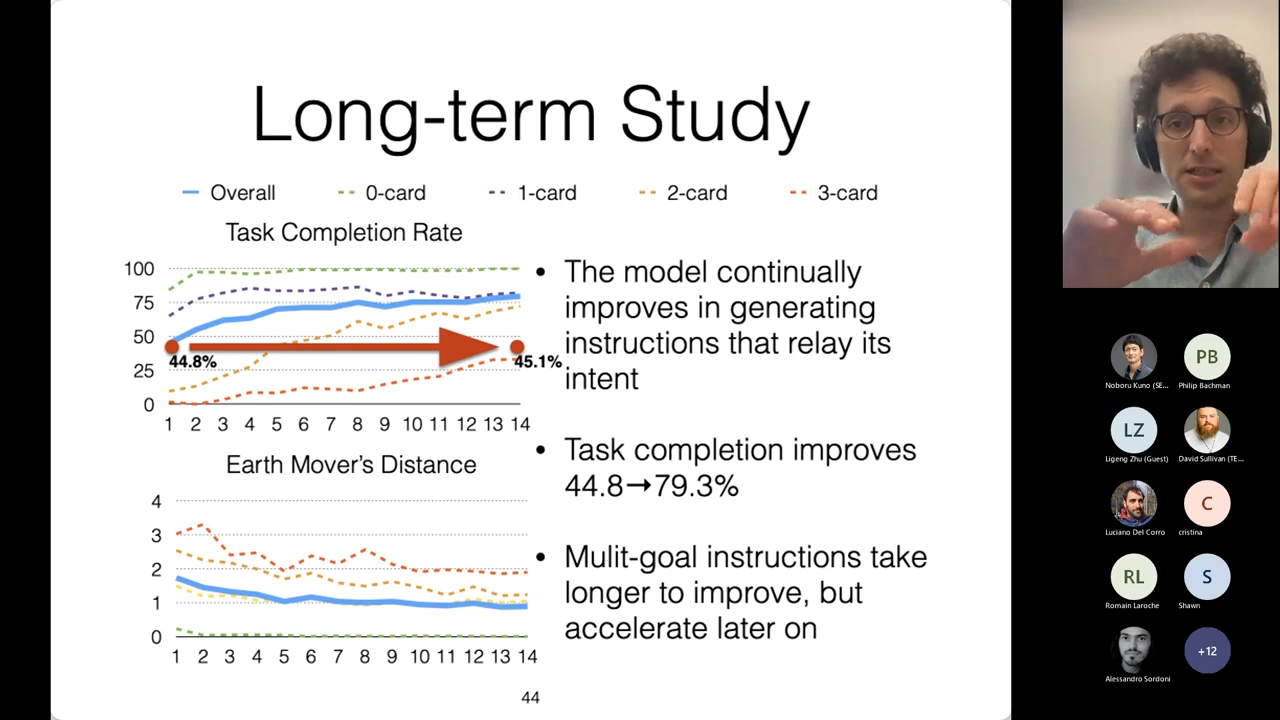 Long-term Study
Overall 0-card 1-card 2-card 3-card
Task Completion Rate
100
75
50
25
0
44.8%
45.1%
1 2 3 4 5 6 7 8 9 10 11 12 13 14
Earth Mover's Distance
4
3
2
1
0
1 2 3 4 5 6 7 8 9 10 11 12 13 14
• The model continually
improves in generating
instructions that relay its
intent
• Task completion improves
44.8→79.3%
• Mulit-goal instructions take
longer to improve, but
accelerate later on
44
Noboru Kuno (SE...
PB
Philip Bachman
LZ
Ligeng Zhu (Guest)
David Sullivan (TE...
Luciano Del Corro
C
cristina
RL
Romain Laroche
S
Shawn
Alessandro Sordoni
+12